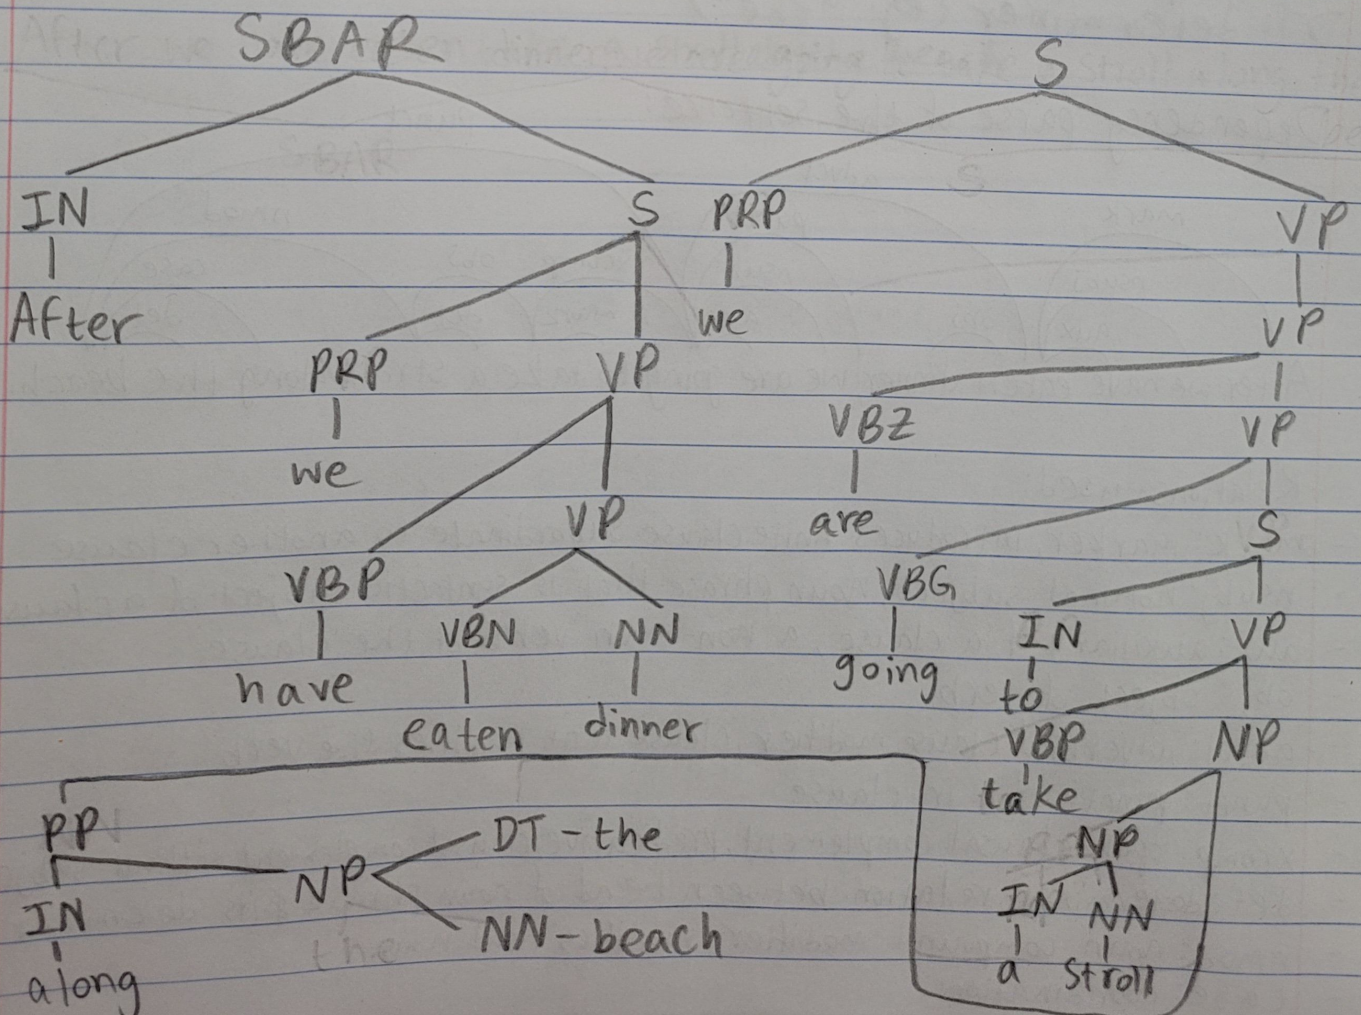 SBAR S
IN S PRP VP
After we VP
PRP VP
we VBZ VP
VP are S
VBP VBN NN VBG IN VP
have eaten dinner going to
VBP NP
take
PP NP DT - the NP
IN NN - beach IN NN
along a stroll